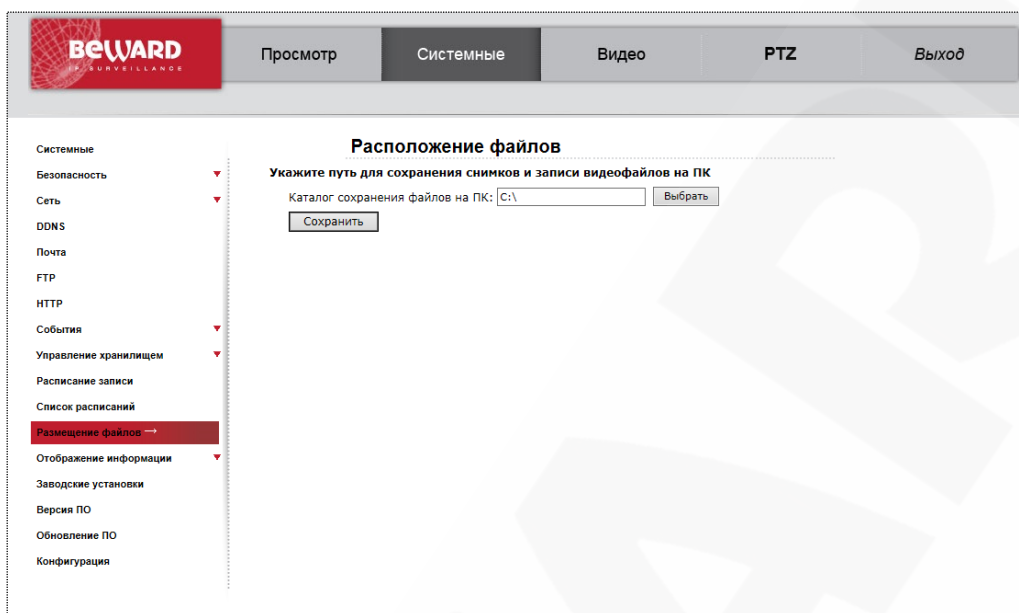 BEWARD
IP SURVEILLANCE
Просмотр
Системные
Видео
PTZ
Выход
Системные
Безопасность
Сеть
DDNS
Почта
FTP
HTTP
События
Управление хранилищем
Расписание записи
Список расписаний
Размещение файлов →
Отображение информации
Заводские установки
Версия ПО
Обновление ПО
Конфигурация
Расположение файлов
Укажите путь для сохранения снимков и записи видеофайлов на ПК
Каталог сохранения файлов на ПК: C:\ Выбрать
Сохранить